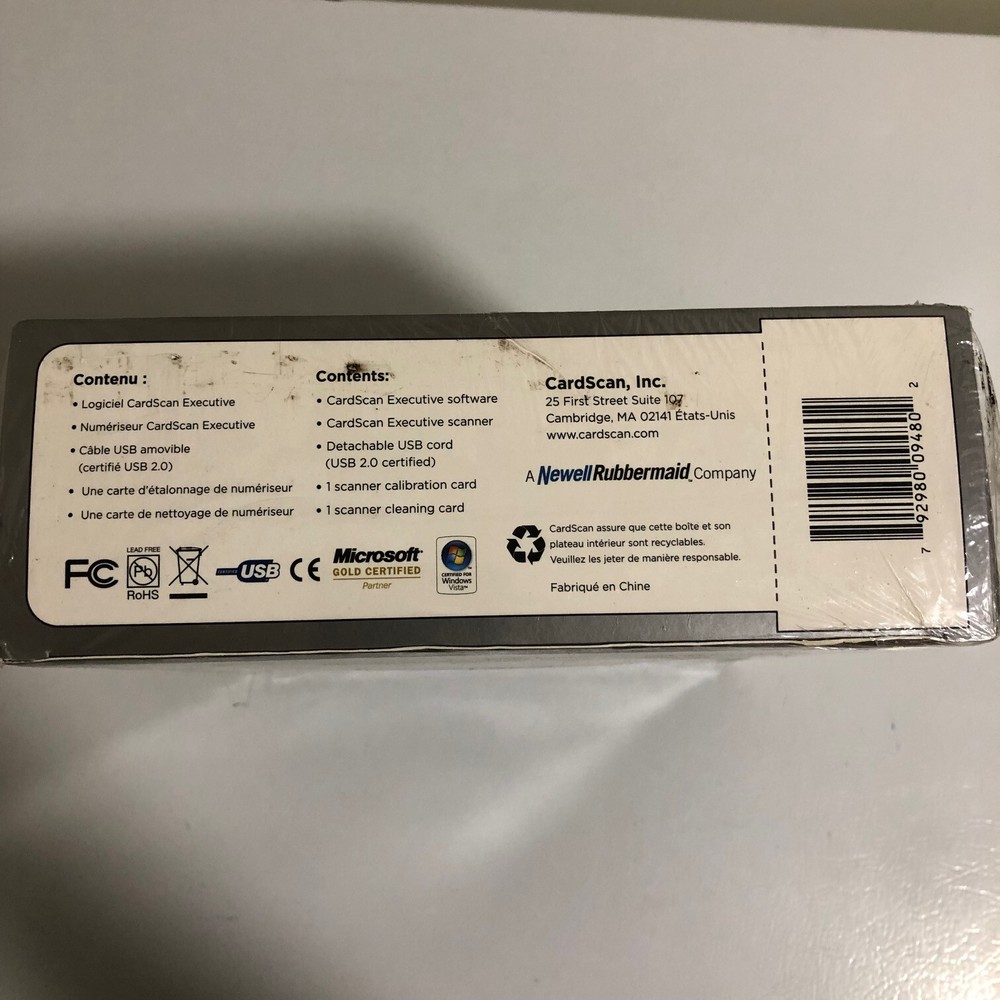 Contenu :
• Logiciel CardScan Executive
• Numériseur CardScan Executive
• Câble USB amovible
(certifié USB 2.0)
• Une carte d'étalonnage de numériseur
• Une carte de nettoyage de numériseur
Contents:
• CardScan Executive software
• CardScan Executive scanner
• Detachable USB cord
(USB 2.0 certified)
• 1 scanner calibration card
• 1 scanner cleaning card
CardScan, Inc.
25 First Street Suite 107
Cambridge, MA 02141 États-Unis
www.cardscan.com
A Newell Rubbermaid Company
CardScan assure que cette boîte et son
plateau intérieur sont recyclables.
Veuillez les jeter de manière responsable.
Fabriqué en Chine
FC
LEAD FREE
Pb
RoHS
CERTIFIED USB
CE
Microsoft
GOLD CERTIFIED
Partner
CERTIFIED FOR
Windows
Vista™
7 92980 09480 2